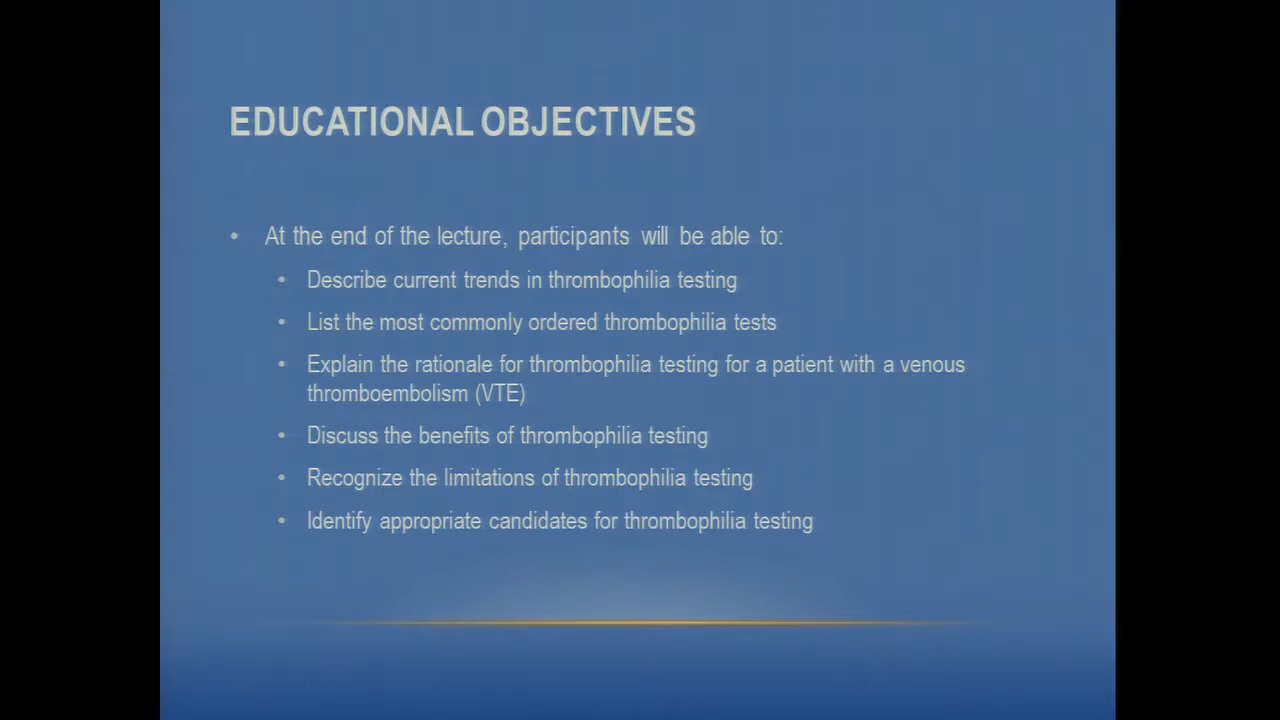 EDUCATIONAL OBJECTIVES
• At the end of the lecture, participants will be able to:
• Describe current trends in thrombophilia testing
• List the most commonly ordered thrombophilia tests
• Explain the rationale for thrombophilia testing for a patient with a venous
thromboembolism (VTE)
• Discuss the benefits of thrombophilia testing
• Recognize the limitations of thrombophilia testing
• Identify appropriate candidates for thrombophilia testing